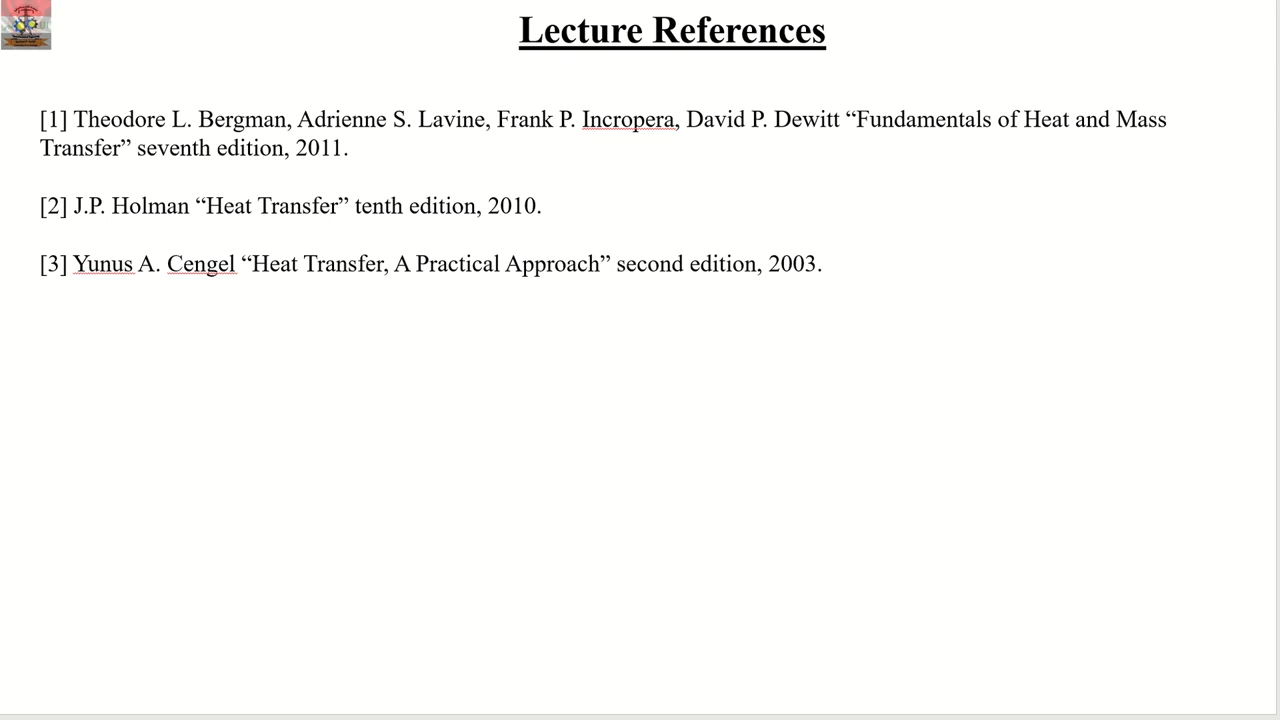 Lecture References
[1] Theodore L. Bergman, Adrienne S. Lavine, Frank P. Incropera, David P. Dewitt “Fundamentals of Heat and Mass
Transfer” seventh edition, 2011.
[2] J.P. Holman “Heat Transfer” tenth edition, 2010.
[3] Yunus A. Cengel “Heat Transfer, A Practical Approach” second edition, 2003.